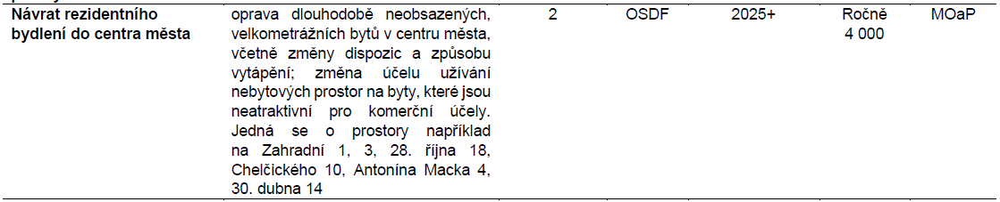 Návrat rezidentního oprava dlouhodobě neobsazených, 2 OSDF 2025+ Ročně MOaP
bydlení do centra města velkometrážních bytů v centru města, 4 000
včetně změny dispozic a způsobu
vytápění; změna účelu užívání
nebytových prostor na byty, které jsou
neatraktivní pro komerční účely.
Jedná se o prostory například
na Zahradní 1, 3, 28. října 18,
Chelčického 10, Antonína Macka 4,
30. dubna 14